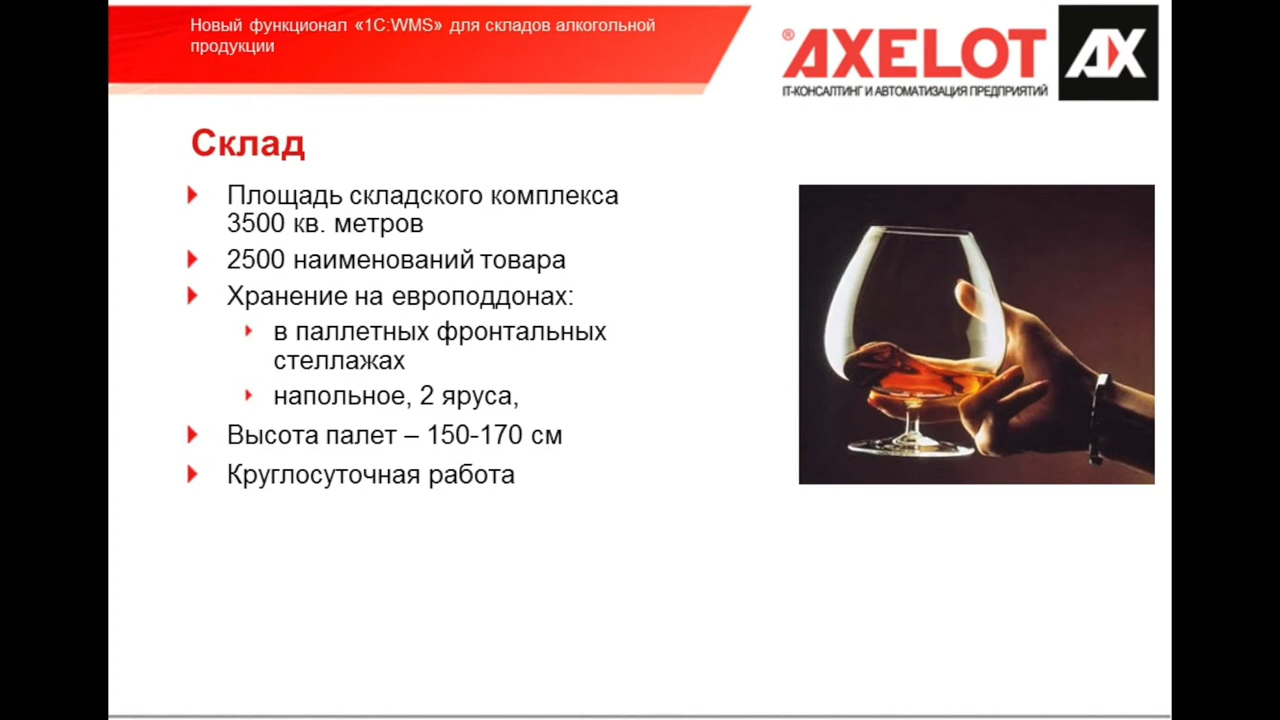 Новый функционал «1С:WMS» для складов алкогольной
продукции
® AXELOT
AX
IT-КОНСАЛТИНГ И АВТОМАТИЗАЦИЯ ПРЕДПРИЯТИЙ
Склад
Площадь складского комплекса
3500 кв. метров
2500 наименований товара
Хранение на европоддонах:
в паллетных фронтальных
стеллажах
напольное, 2 яруса,
Высота палет – 150-170 см
Круглосуточная работа